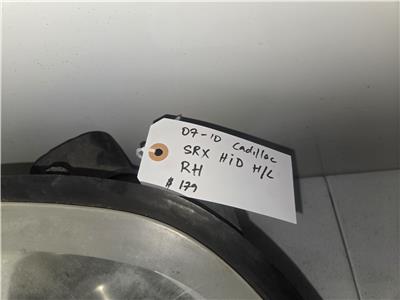 07-10 Cadillac
SRX HiD H/L
RH
$179